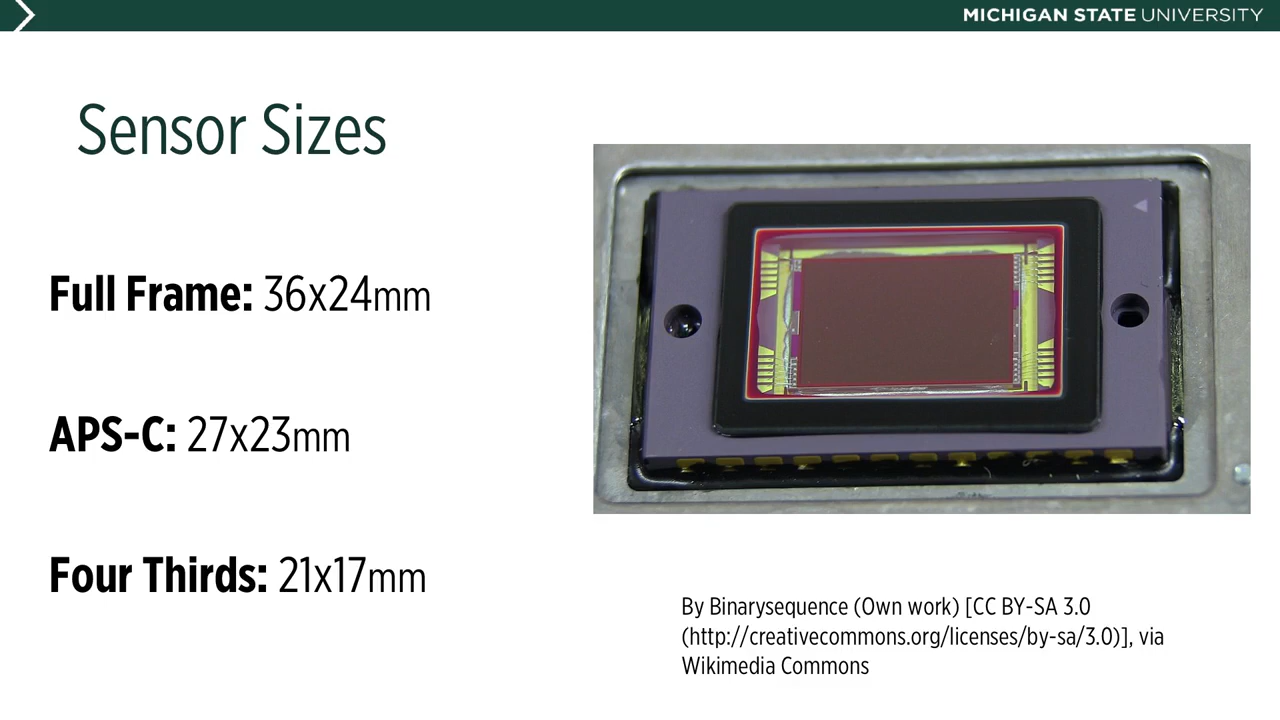 MICHIGAN STATE UNIVERSITY
Sensor Sizes
Full Frame: 36x24mm
APS-C: 27x23mm
Four Thirds: 21x17mm
By Binarysequence (Own work) [CC BY-SA 3.0
(http://creativecommons.org/licenses/by-sa/3.0)], via
Wikimedia Commons